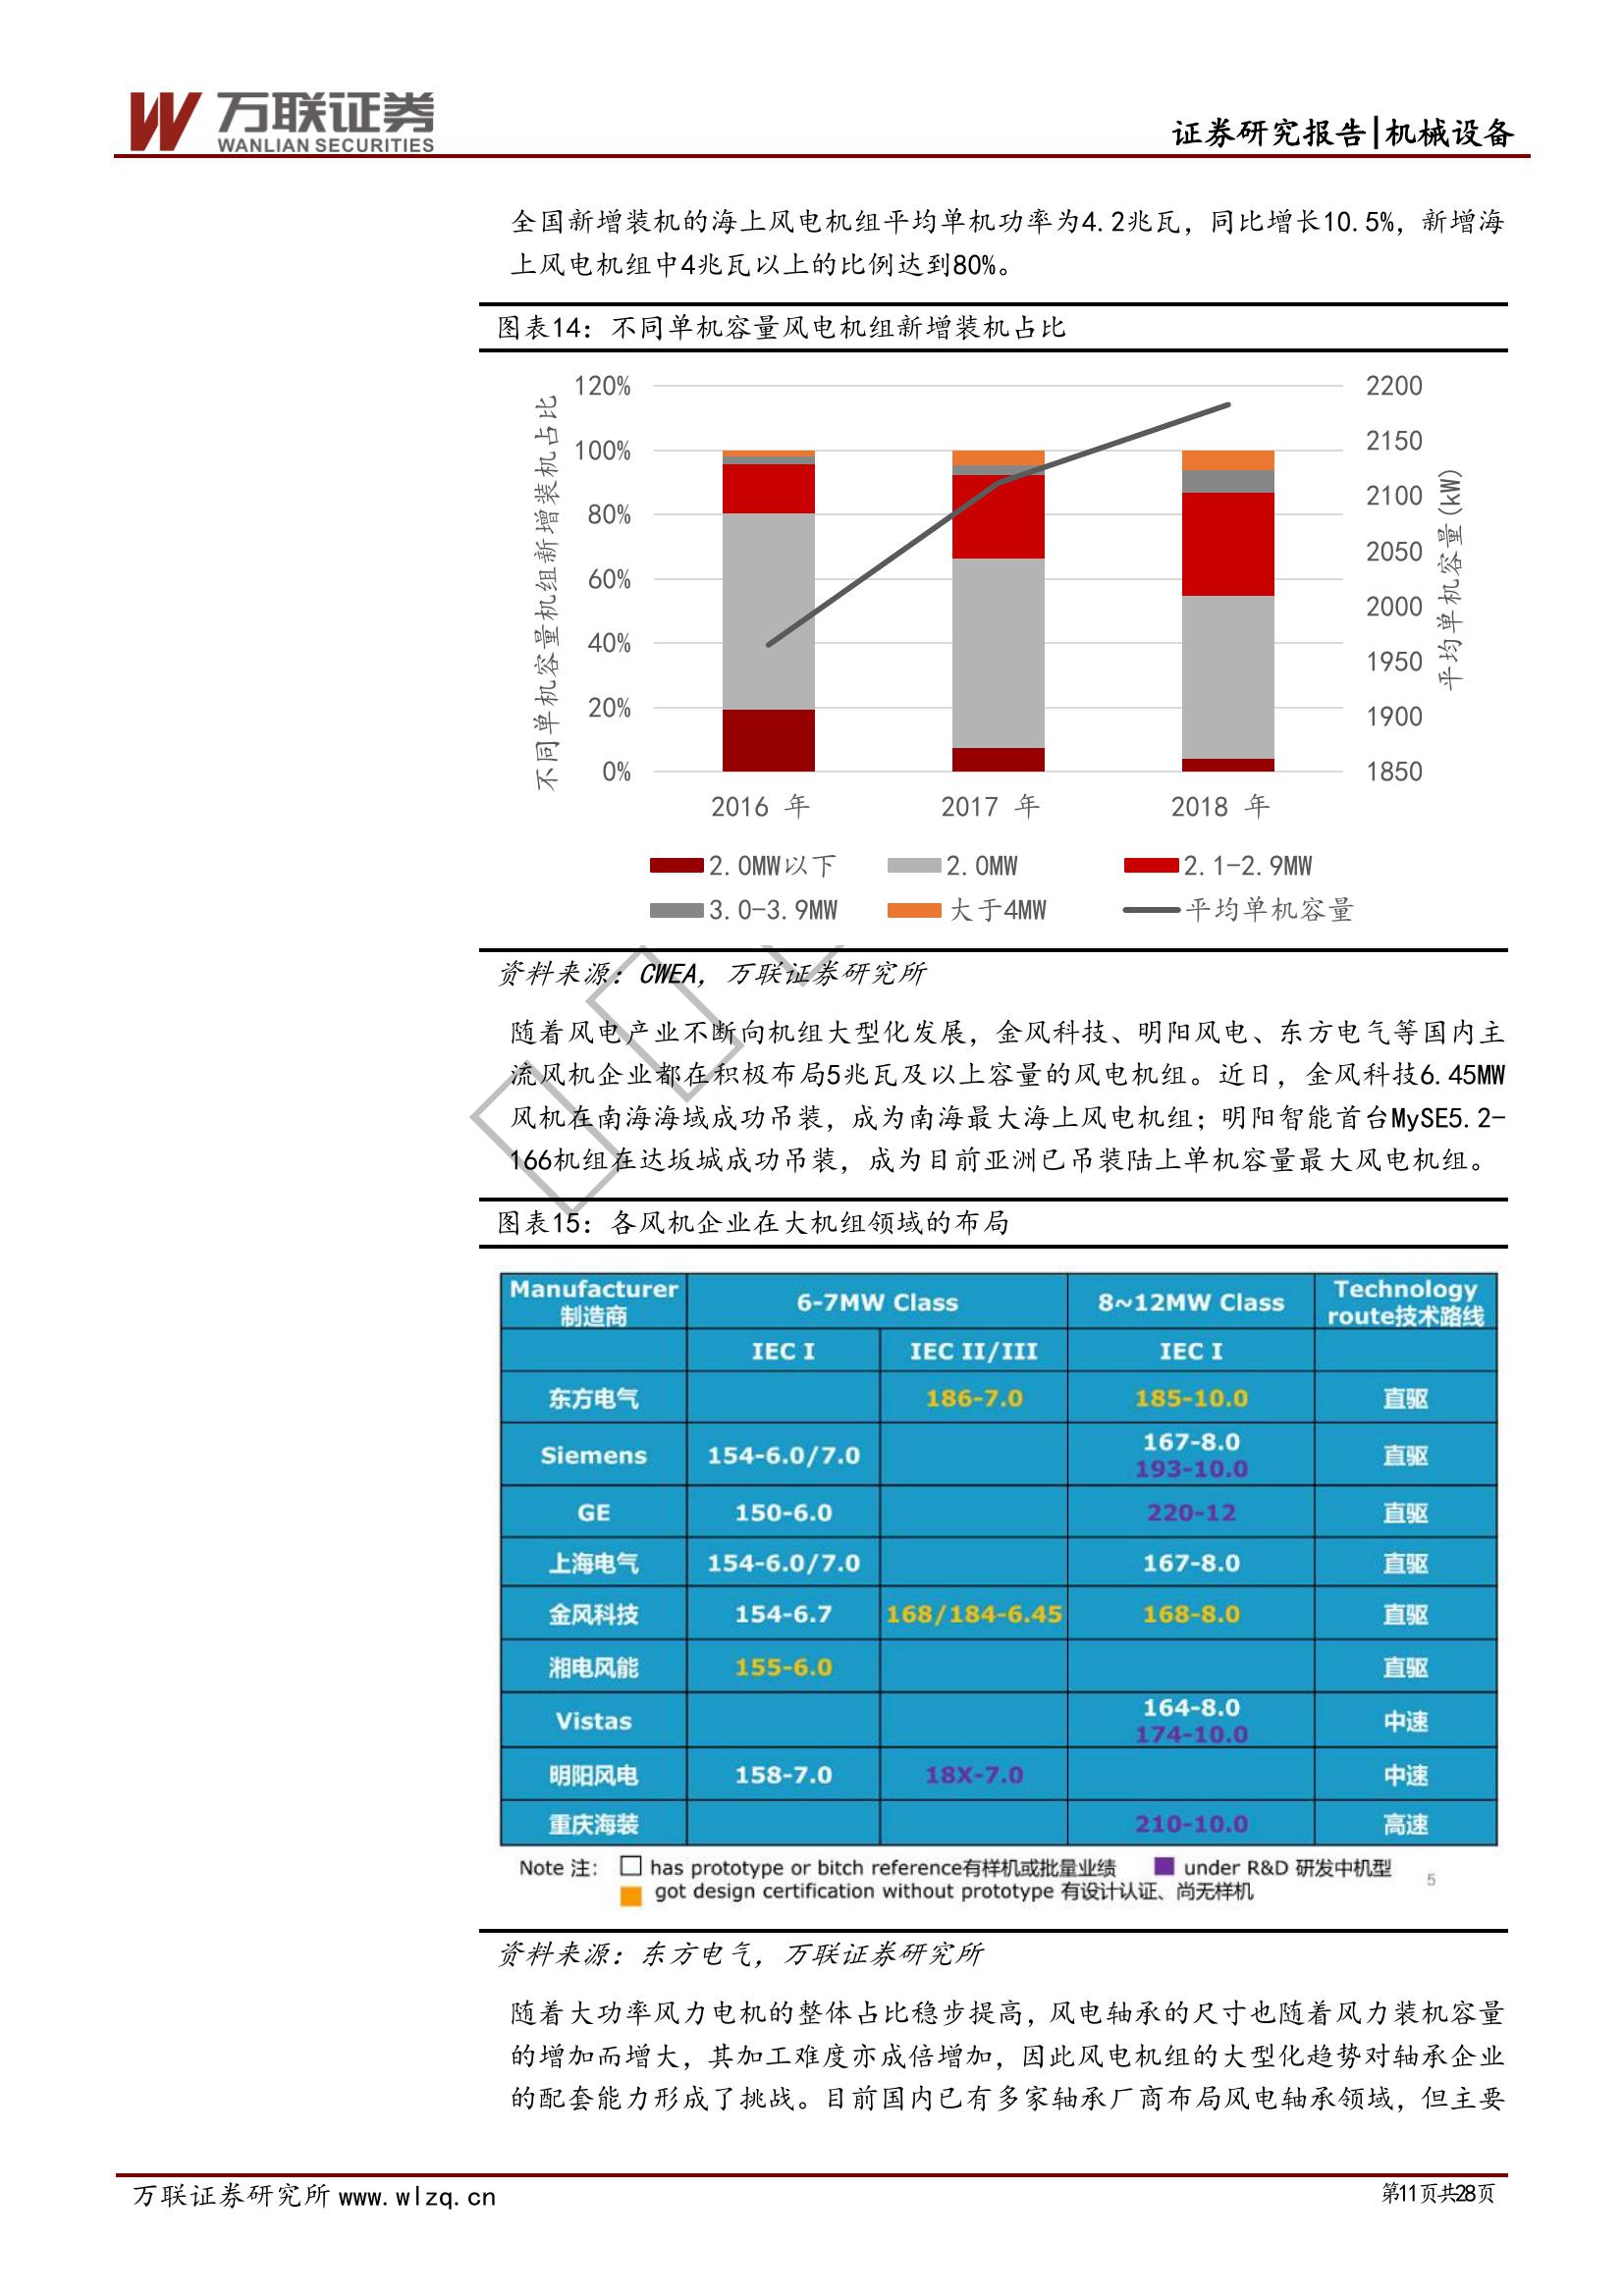 万联证券
WANLIAN SECURITIES
证券研究报告|机械设备
全国新增装机的海上风电机组平均单机功率为4.2兆瓦，同比增长10.5%，新增海
上风电机组中4兆瓦以上的比例达到80%。
图表14：不同单机容量风电机组新增装机占比
不同单机容量机组新增装机占比
120%
100%
80%
60%
40%
20%
0%
2200
2150
2100
2050
2000
1950
1900
1850
平均单机容量(kW)
2016 年 2017 年 2018 年
2.0MW以下 2.0MW 2.1-2.9MW
3.0-3.9MW 大于4MW 平均单机容量
资料来源：CWEA，万联证券研究所
随着风电产业不断向机组大型化发展，金风科技、明阳风电、东方电气等国内主
流风机企业都在积极布局5兆瓦及以上容量的风电机组。近日，金风科技6.45MW
风机在南海海域成功吊装，成为南海最大海上风电机组；明阳智能首台MySE5.2-
166机组在达坂城成功吊装，成为目前亚洲已吊装陆上单机容量最大风电机组。
图表15：各风机企业在大机组领域的布局
Manufacturer 制造商 6-7MW Class 8~12MW Class Technology route技术路线
IEC I IEC II/III IEC I
东方电气 186-7.0 185-10.0 直驱
Siemens 154-6.0/7.0 167-8.0 193-10.0 直驱
GE 150-6.0 220-12 直驱
上海电气 154-6.0/7.0 167-8.0 直驱
金风科技 154-6.7 168/184-6.45 168-8.0 直驱
湘电风能 155-6.0 直驱
Vistas 164-8.0 174-10.0 中速
明阳风电 158-7.0 18X-7.0 中速
重庆海装 210-10.0 高速
Note 注： has prototype or bitch reference有样机或批量业绩 under R&D 研发中机型
got design certification without prototype 有设计认证、尚无样机
5
资料来源：东方电气，万联证券研究所
随着大功率风力电机的整体占比稳步提高，风电轴承的尺寸也随着风力装机容量
的增加而增大，其加工难度亦成倍增加，因此风电机组的大型化趋势对轴承企业
的配套能力形成了挑战。目前国内已有多家轴承厂商布局风电轴承领域，但主要
万联证券研究所 www.wlzq.cn 第11页共28页